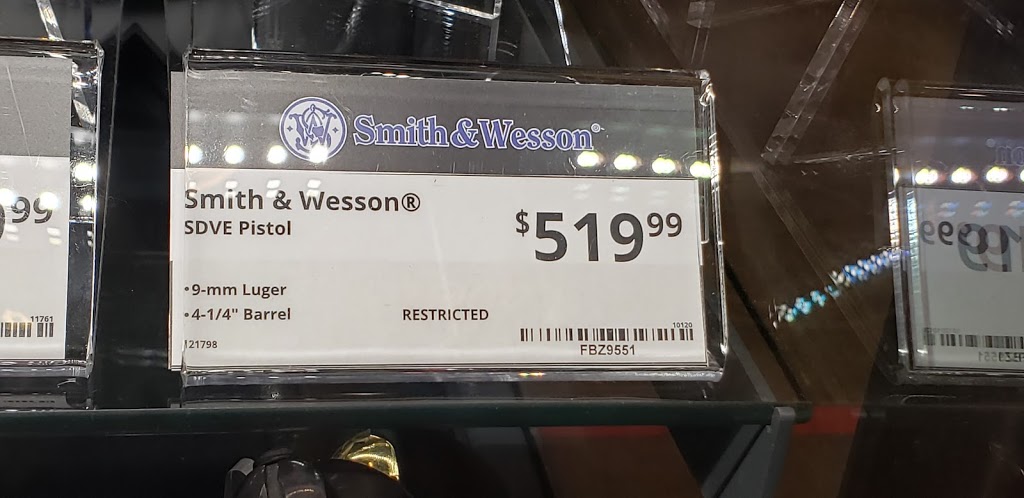 Smith & Wesson®
Smith & Wesson®
SDVE Pistol
$519.99
•9-mm Luger
•4-1/4" Barrel
RESTRICTED
10120
FBZ9551
121798
99
11761